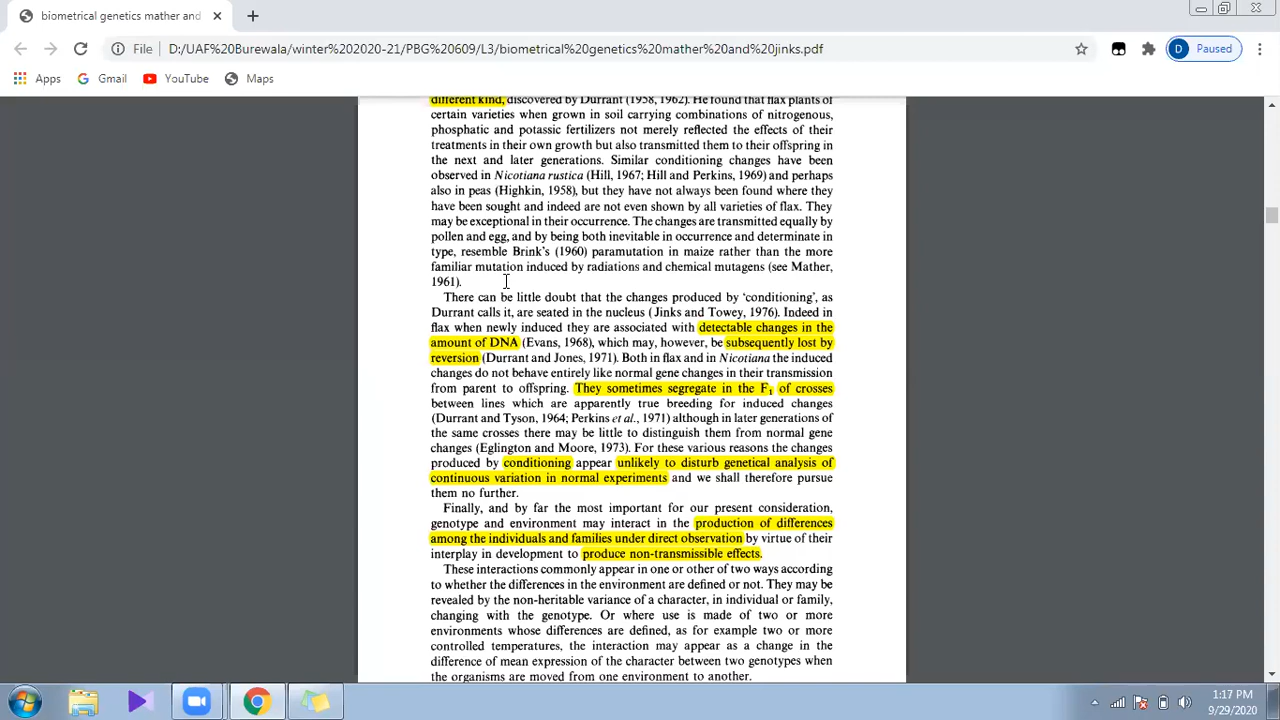 biometrical genetics mather and
File
D:/UAF%20Burewala/winter%202020-21/PBG%20609/L3/biometrical%20genetics%20mather%20and%20jinks.pdf
D
Paused
Apps
Gmail
YouTube
Maps
different kind, discovered by Durrant (1958, 1962). He found that flax plants of
certain varieties when grown in soil carrying combinations of nitrogenous,
phosphatic and potassic fertilizers not merely reflected the effects of their
treatments in their own growth but also transmitted them to their offspring in
the next and later generations. Similar conditioning changes have been
observed in Nicotiana rustica (Hill, 1967; Hill and Perkins, 1969) and perhaps
also in peas (Highkin, 1958), but they have not always been found where they
have been sought and indeed are not even shown by all varieties of flax. They
may be exceptional in their occurrence. The changes are transmitted equally by
pollen and egg, and by being both inevitable in occurrence and determinate in
type, resemble Brink's (1960) paramutation in maize rather than the more
familiar mutation induced by radiations and chemical mutagens (see Mather,
1961).
There can be little doubt that the changes produced by 'conditioning', as
Durrant calls it, are seated in the nucleus (Jinks and Towey, 1976). Indeed in
flax when newly induced they are associated with detectable changes in the
amount of DNA (Evans, 1968), which may, however, be subsequently lost by
reversion (Durrant and Jones, 1971). Both in flax and in Nicotiana the induced
changes do not behave entirely like normal gene changes in their transmission
from parent to offspring. They sometimes segregate in the F₁ of crosses
between lines which are apparently true breeding for induced changes
(Durrant and Tyson, 1964; Perkins et al., 1971) although in later generations of
the same crosses there may be little to distinguish them from normal gene
changes (Eglington and Moore, 1973). For these various reasons the changes
produced by conditioning appear unlikely to disturb genetical analysis of
continuous variation in normal experiments and we shall therefore pursue
them no further.
Finally, and by far the most important for our present consideration,
genotype and environment may interact in the production of differences
among the individuals and families under direct observation by virtue of their
interplay in development to produce non-transmissible effects.
These interactions commonly appear in one or other of two ways according
to whether the differences in the environment are defined or not. They may be
revealed by the non-heritable variance of a character, in individual or family,
changing with the genotype. Or where use is made of two or more
environments whose differences are defined, as for example two or more
controlled temperatures, the interaction may appear as a change in the
difference of mean expression of the character between two genotypes when
the organisms are moved from one environment to another.
1:17 PM
9/29/2020